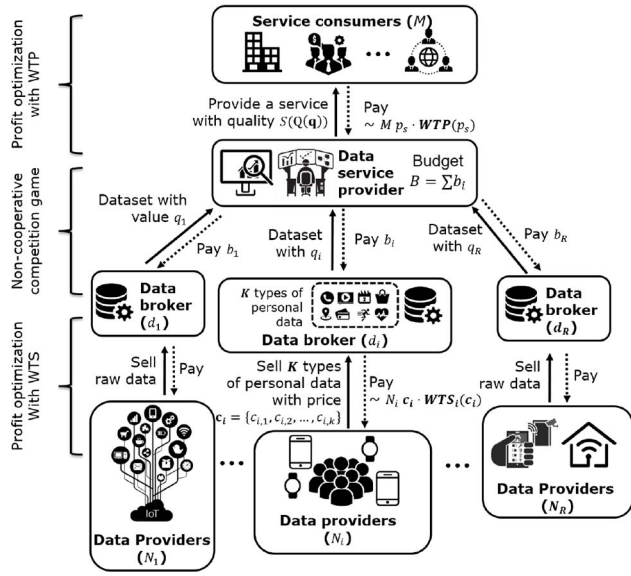 Service consumers (M)
Profit optimization
with WTP
Provide a service
with quality S(Q(q))
Pay
~ M p_s · WTP(p_s)
Data
service
provider
Budget
B = ∑b_i
Non-cooperative
competition game
Dataset with
value q_1
Pay b_1
Dataset
with q_i
Pay b_i
Dataset
with q_R
Pay b_R
Data
broker
(d_1)
K types of
personal
data
Data broker (d_i)
Data
broker
(d_R)
Profit optimization
With WTS
Sell
raw data
Pay
Sell K types
of personal data
with price
c_i = {c_{i,1}, c_{i,2}, ..., c_{i,k}}
Pay
~ N_i c_i · WTS_i(c_i)
Sell
raw data
Pay
IoT
Data Providers
(N_1)
...
Data providers
(N_i)
...
Data Providers
(N_R)